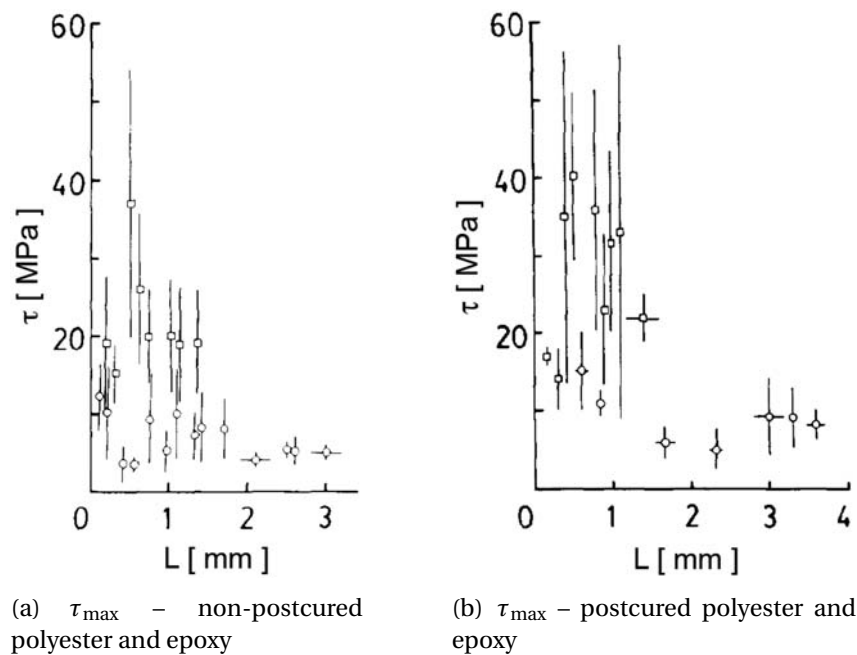 60
40
20
τ [ MPa]
0
1
2
3
L [ mm]
(a) τmax – non-postcured
polyester and epoxy
60
40
20
τ [ MPa]
0
1
2
3
4
L [ mm]
(b) τmax – postcured polyester and
epoxy